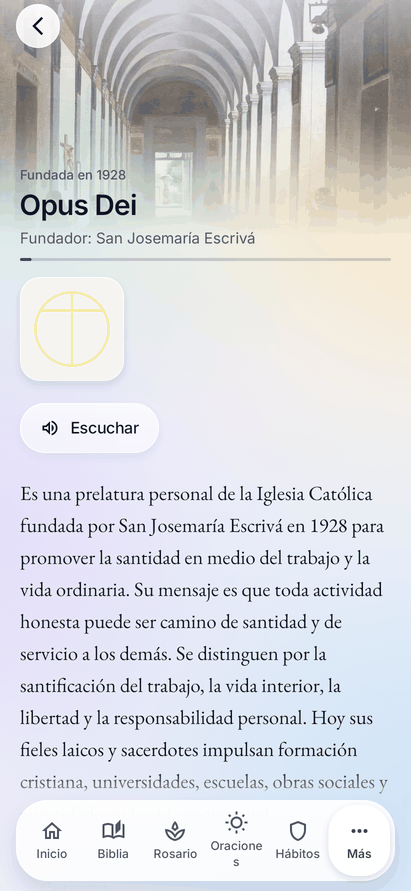 Fundada en 1928
Opus Dei
Fundador: San Josemaría Escrivá
Escuchar
Es una prelatura personal de la Iglesia Católica
fundada por San Josemaría Escrivá en 1928 para
promover la santidad en medio del trabajo y la
vida ordinaria. Su mensaje es que toda actividad
honesta puede ser camino de santidad y de
servicio a los demás. Se distinguen por la
santificación del trabajo, la vida interior, la
libertad y la responsabilidad personal. Hoy sus
fieles laicos y sacerdotes impulsan formación
cristiana, universidades, escuelas, obras sociales y
Inicio
Biblia
Rosario
Oracione
s
Hábitos
Más